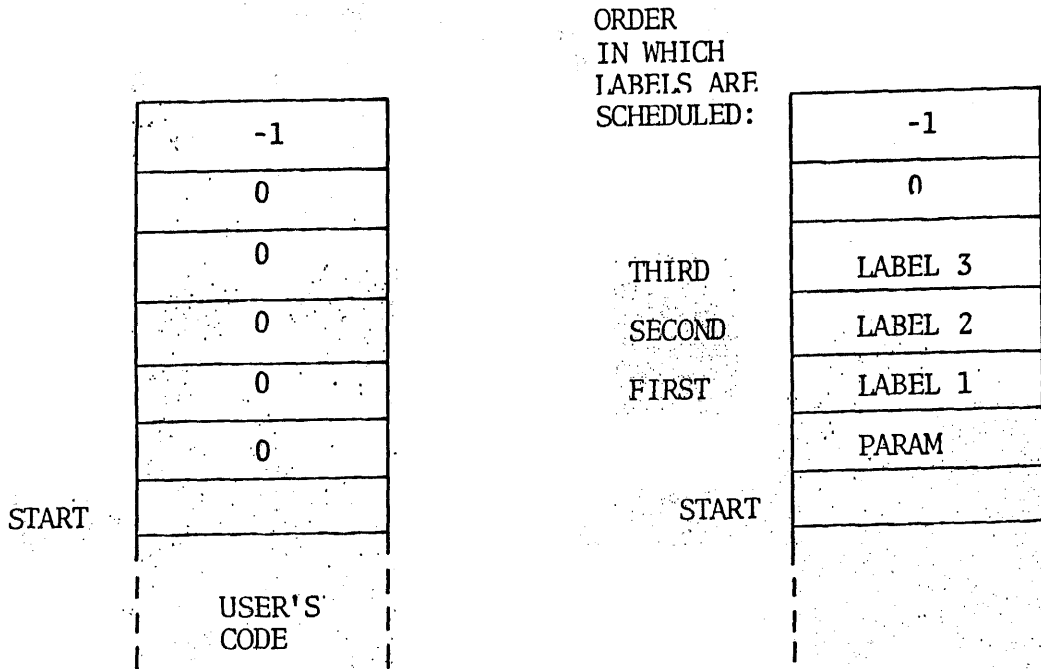 -1
0
0
0
0
0
START
USER'S
CODE
ORDER
IN WHICH
LABELS ARE
SCHEDULED:
-1
0
THIRD LABEL 3
SECOND LABEL 2
FIRST LABEL 1
PARAM
START